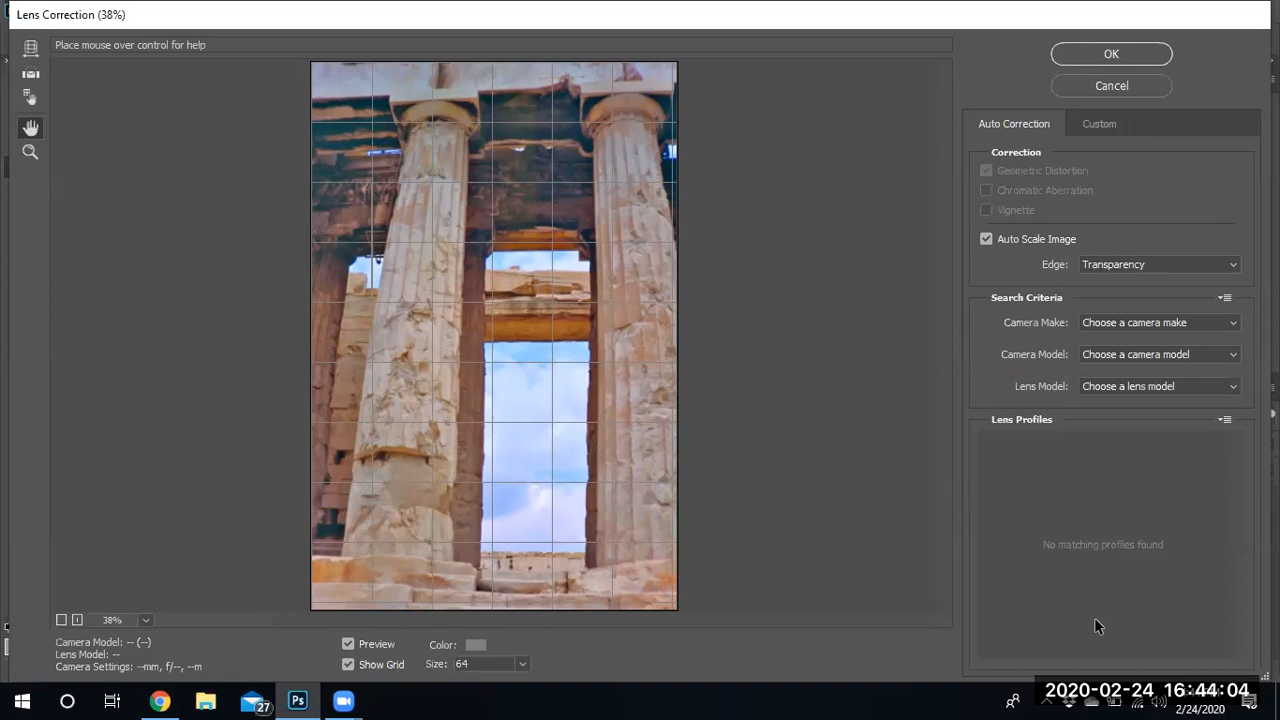 Lens Correction (38%)
Place mouse over control for help
OK
Cancel
Auto Correction
Custom
Correction
Geometric Distortion
Chromatic Aberration
Vignette
Auto Scale Image
Edge: Transparency
Search Criteria
Camera Make: Choose a camera make
Camera Model: Choose a camera model
Lens Model: Choose a lens model
Lens Profiles
No matching profiles found
38%
Camera Model: -- (--)
Lens Model: --
Camera Settings: --mm, f/--, --m
Preview
Color:
Show Grid
Size: 64
27
Ps
2020-02-24 16:44:04
2/24/2020